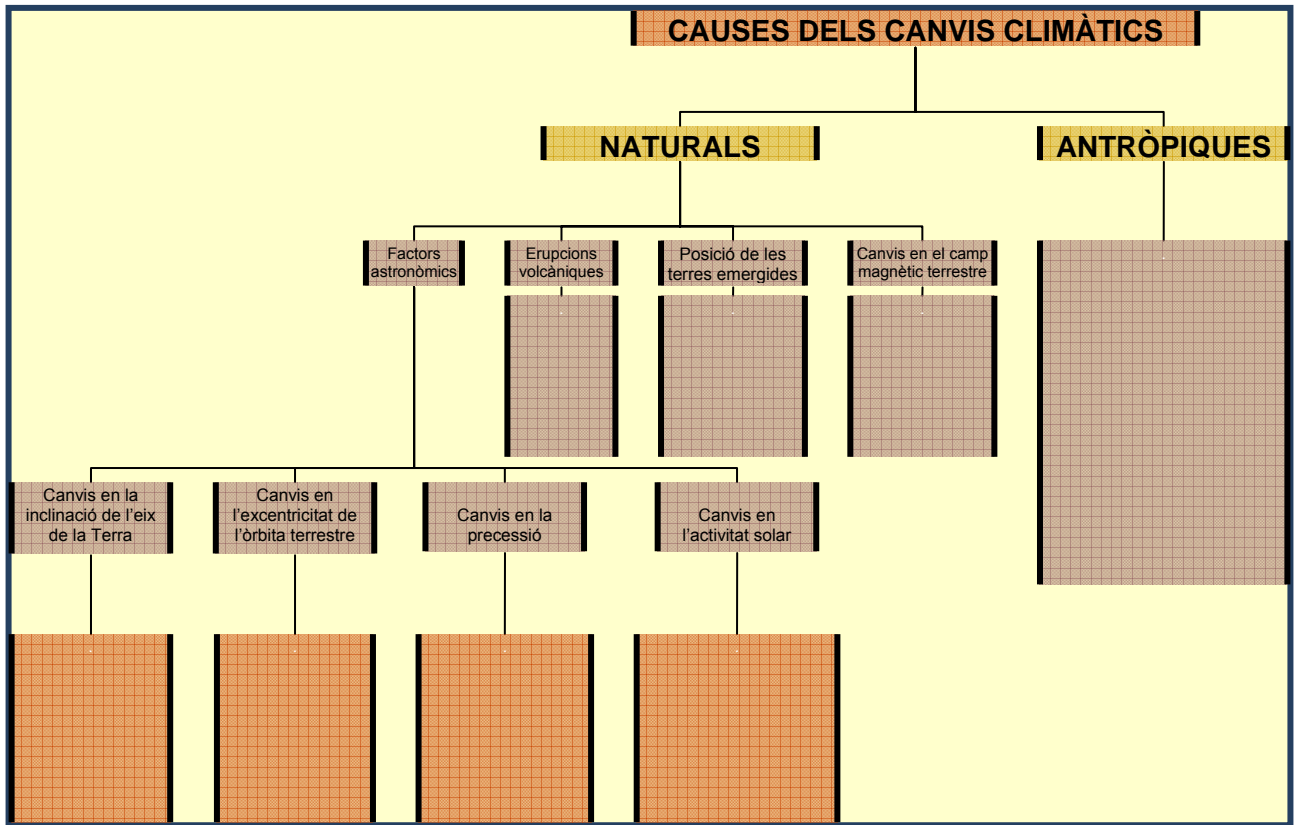 CAUSES DELS CANVIS CLIMÀTICS
NATURALS
ANTRÒPIQUES
Factors
astronòmics
Erupcions
volcàniques
Posició de les
terres emergides
Canvis en el camp
magnètic terrestre
Canvis en la
inclinació de l’eix
de la Terra
Canvis en
l’excentricitat de
l’òrbita terrestre
Canvis en la
precessió
Canvis en
l’activitat solar